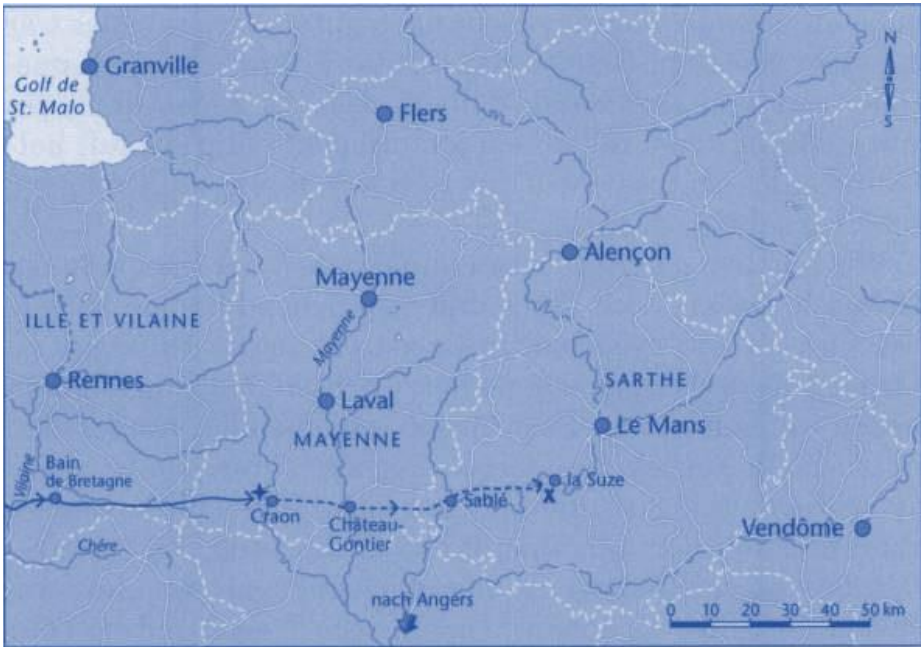 Granville
Golf de
St. Malo
Flers
N
S
Alençon
Mayenne
Mayenne
ILLE ET VILAINE
Rennes
Laval
MAYENNE
SARTHE
Le Mans
Vilaine
Bain
de Bretagne
Craon
Château-
Gontier
Sablé
la Suze
X
Vendôme
Chére
nach Angers
0 10 20 30 40 50 km